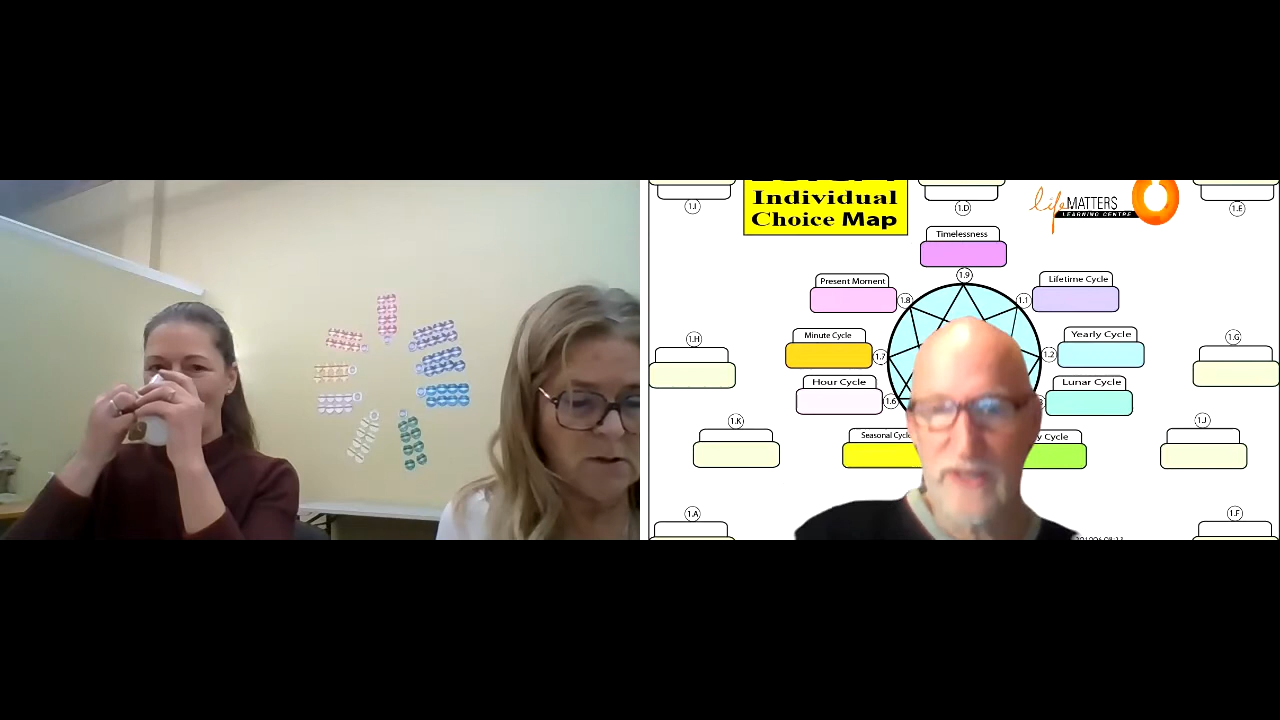 Individual
Choice Map
life MATTERS
LEARNING CENTRE
1.I
1.D
1.E
Timelessness
1.9
Present Moment
1.8
Lifetime Cycle
1.1
Minute Cycle
1.7
Yearly Cycle
1.2
1.H
1.G
Hour Cycle
1.6
Lunar Cycle
1.K
1.J
Seasonal Cycle
y Cycle
1.A
1.F